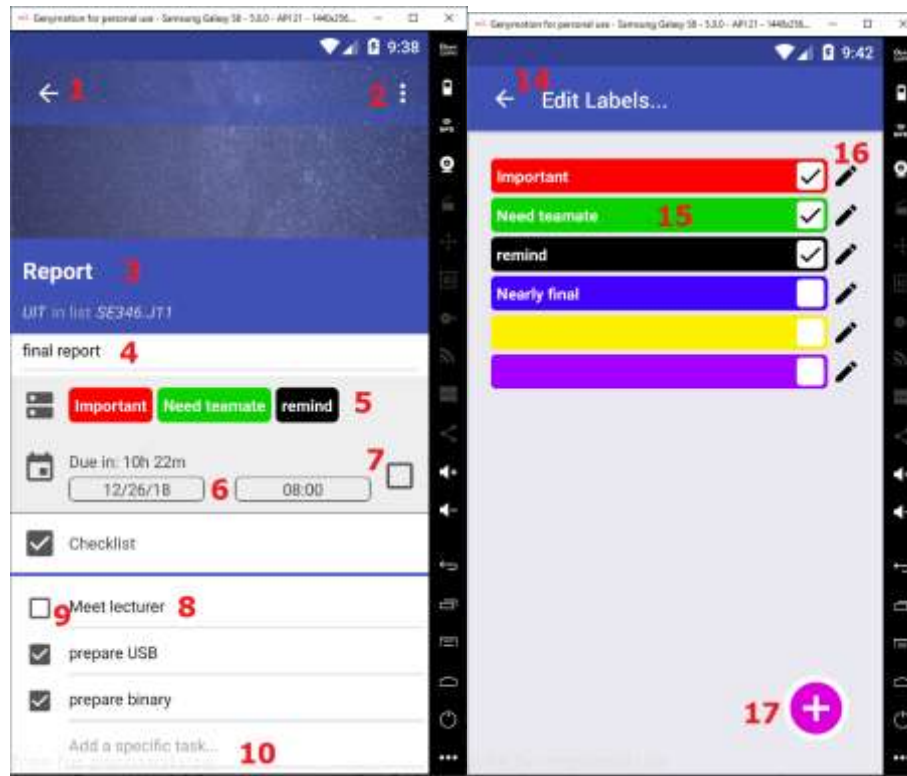 Genymotion for personal use - Samsung Galaxy S8 - 5.0.0 - API 21 - 1440x256...
9:38
1
2
Report 3
UIT in list SE346.J11
final report 4
Important Need teamate remind 5
Due in: 10h 22m 7
12/26/18 6 08:00
Checklist
9 Meet lecturer 8
prepare USB
prepare binary
Add a specific task... 10
Genymotion for personal use - Samsung Galaxy S8 - 5.0.0 - API 21 - 1440x256...
9:42
14
Edit Labels...
16
Important
Need teamate 15
remind
Nearly final
17